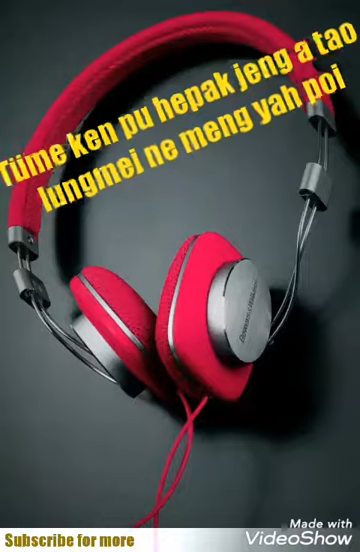 Tüme ken pu hepak jeng a tao
lungmei ne meng yah poi
Made with
VideoShow
Subscribe for more